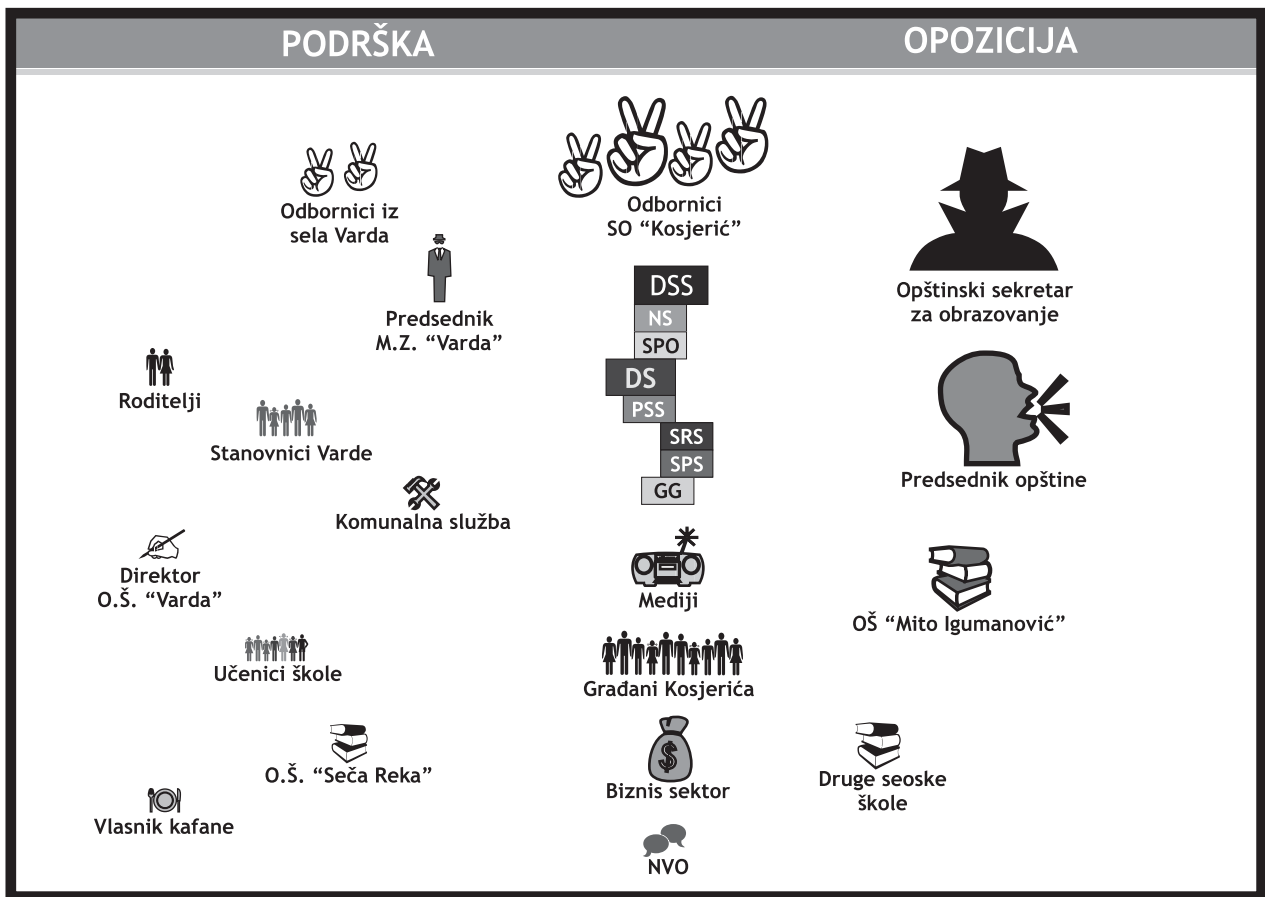 PODRŠKA
OPOZICIJA
Odbornici iz
sela Varda
Predsednik
M.Z. “Varda”
Roditelji
Stanovnici Varde
Komunalna služba
Direktor
O.Š. “Varda”
Učenici škole
O.Š. “Seča Reka”
Vlasnik kafane
Odbornici
SO “Kosjerić”
DSS
NS
SPO
DS
PSS
SRS
SPS
GG
Mediji
Građani Kosjerića
$
Biznis sektor
NVO
Opštinski sekretar
za obrazovanje
Predsednik opštine
OŠ “Mito Igumanović”
Druge seoske
škole